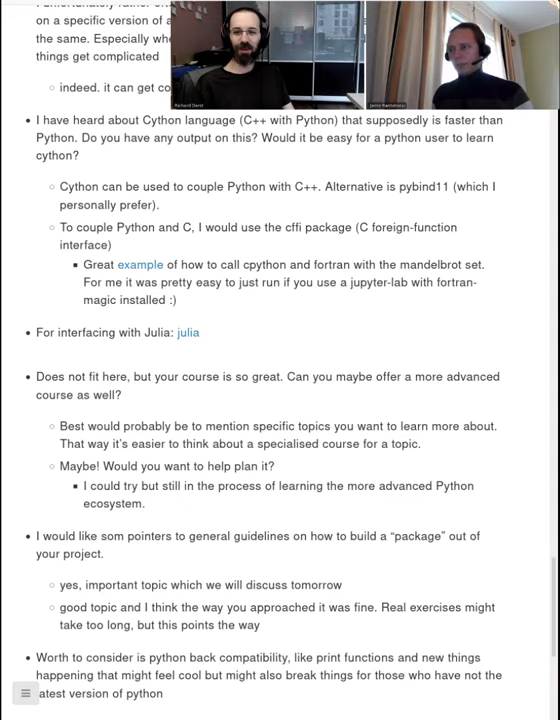 on a specific version of a
the same. Especially wh
things get complicated
indeed. it can get co
Richard Darst
I have heard about Cython language (C++ with Python) that supposedly is faster than
Python. Do you have any output on this? Would it be easy for a python user to learn
cython?
Cython can be used to couple Python with C++. Alternative is pybind11 (which I
personally prefer).
To couple Python and C, I would use the cffi package (C foreign-function
interface)
Great example of how to call cpython and fortran with the mandelbrot set.
For me it was pretty easy to just run if you use a jupyter-lab with fortran-
magic installed :)
For interfacing with Julia: julia
Does not fit here, but your course is so great. Can you maybe offer a more advanced
course as well?
Best would probably be to mention specific topics you want to learn more about.
That way it's easier to think about a specialised course for a topic.
Maybe! Would you want to help plan it?
I could try but still in the process of learning the more advanced Python
ecosystem.
I would like som pointers to general guidelines on how to build a “package” out of
your project.
yes, important topic which we will discuss tomorrow
good topic and I think the way you approached it was fine. Real exercises might
take too long, but this points the way
Worth to consider is python back compatibility, like print functions and new things
happening that might feel cool but might also break things for those who have not the
latest version of python